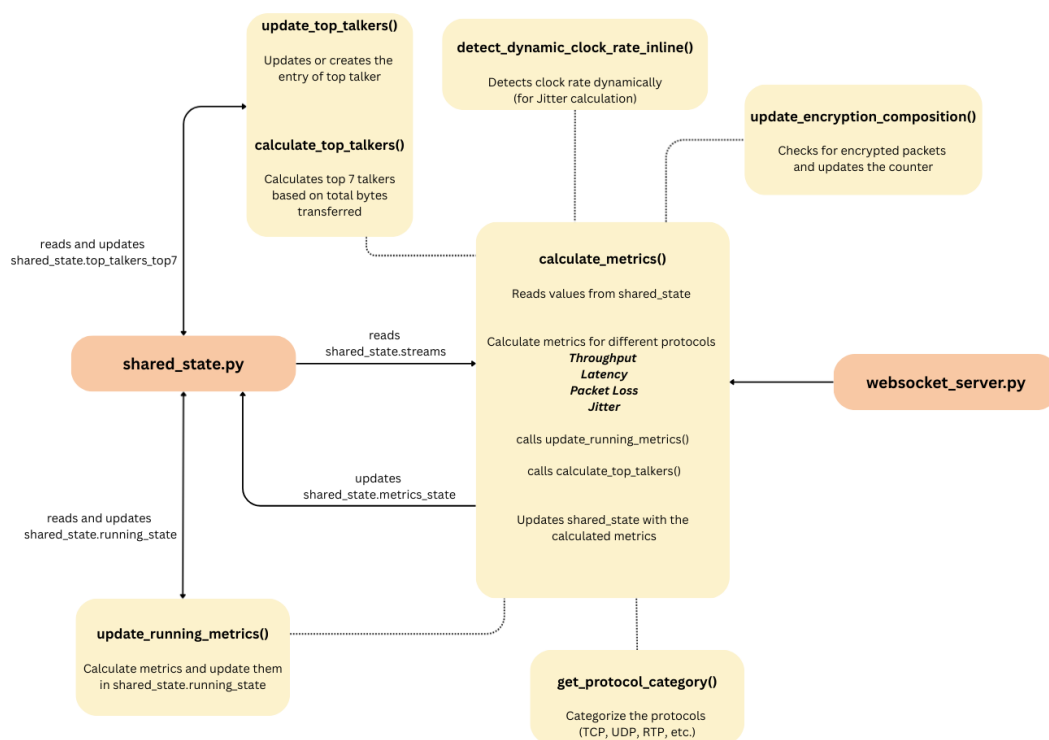 update_top_talkers()
Updates or creates the
entry of top talker
calculate_top_talkers()
Calculates top 7 talkers
based on total bytes
transferred
detect_dynamic_clock_rate_inline()
Detects clock rate dynamically
(for Jitter calculation)
update_encryption_composition()
Checks for encrypted packets
and updates the counter
reads and updates
shared_state.top_talkers_top7
calculate_metrics()
Reads values from shared_state
Calculate metrics for different protocols
Throughput
Latency
Packet Loss
Jitter
calls update_running_metrics()
calls calculate_top_talkers()
Updates shared_state with the
calculated metrics
shared_state.py
reads
shared_state.streams
websocket_server.py
updates
shared_state.metrics_state
reads and updates
shared_state.running_state
update_running_metrics()
Calculate metrics and update them
in shared_state.running_state
get_protocol_category()
Categorize the protocols
(TCP, UDP, RTP, etc.)